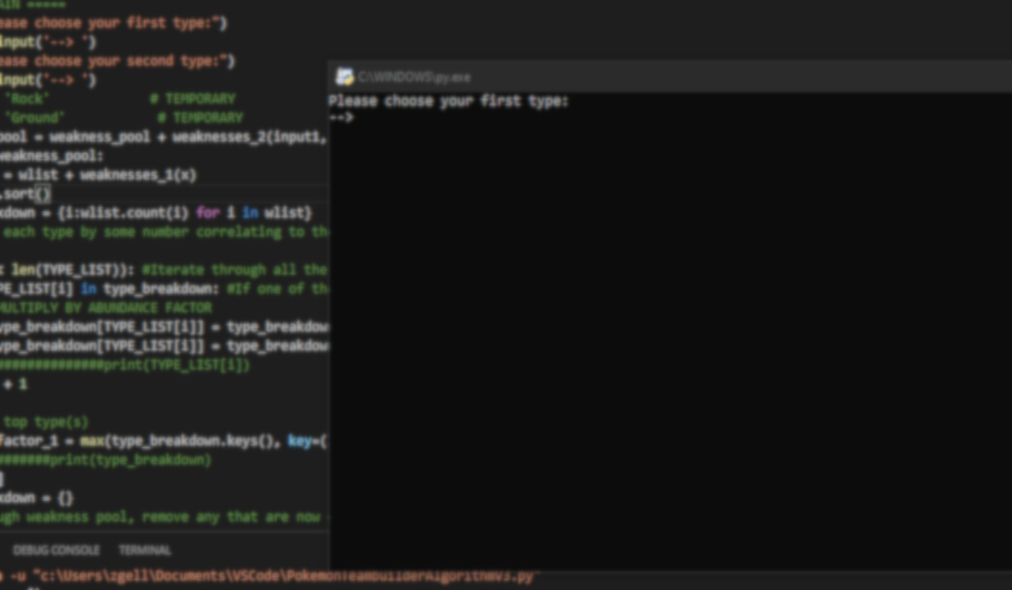 AIN =====
ease choose your first type:")
input('--> ')
ease choose your second type:")
input('--> ')
'Rock' # TEMPORARY
'Ground' # TEMPORARY
pool = weakness_pool + weaknesses_2(input1,
weakness_pool:
= wlist + weaknesses_1(x)
.sort()
kdown = {i:wlist.count(i) for i in wlist}
each type by some number correlating to th
: len(TYPE_LIST)): #Iterate through all the
PE_LIST[i] in type_breakdown: #If one of th
MULTIPLY BY ABUNDANCE FACTOR
ype_breakdown[TYPE_LIST[i]] = type_breakdow
ype_breakdown[TYPE_LIST[i]] = type_breakdow
##############print(TYPE_LIST[i])
+ 1
top type(s)
factor_1 = max(type_breakdown.keys(), key=(
#######print(type_breakdown)
]
kdown = {}
ugh weakness pool, remove any that are now
DEBUG CONSOLE TERMINAL
-u "c:\Users\zgell\Documents\VSCode\PokemonTeambuilderAlgorithmV3.py"
C:\WINDOWS\py.exe
Please choose your first type:
-->